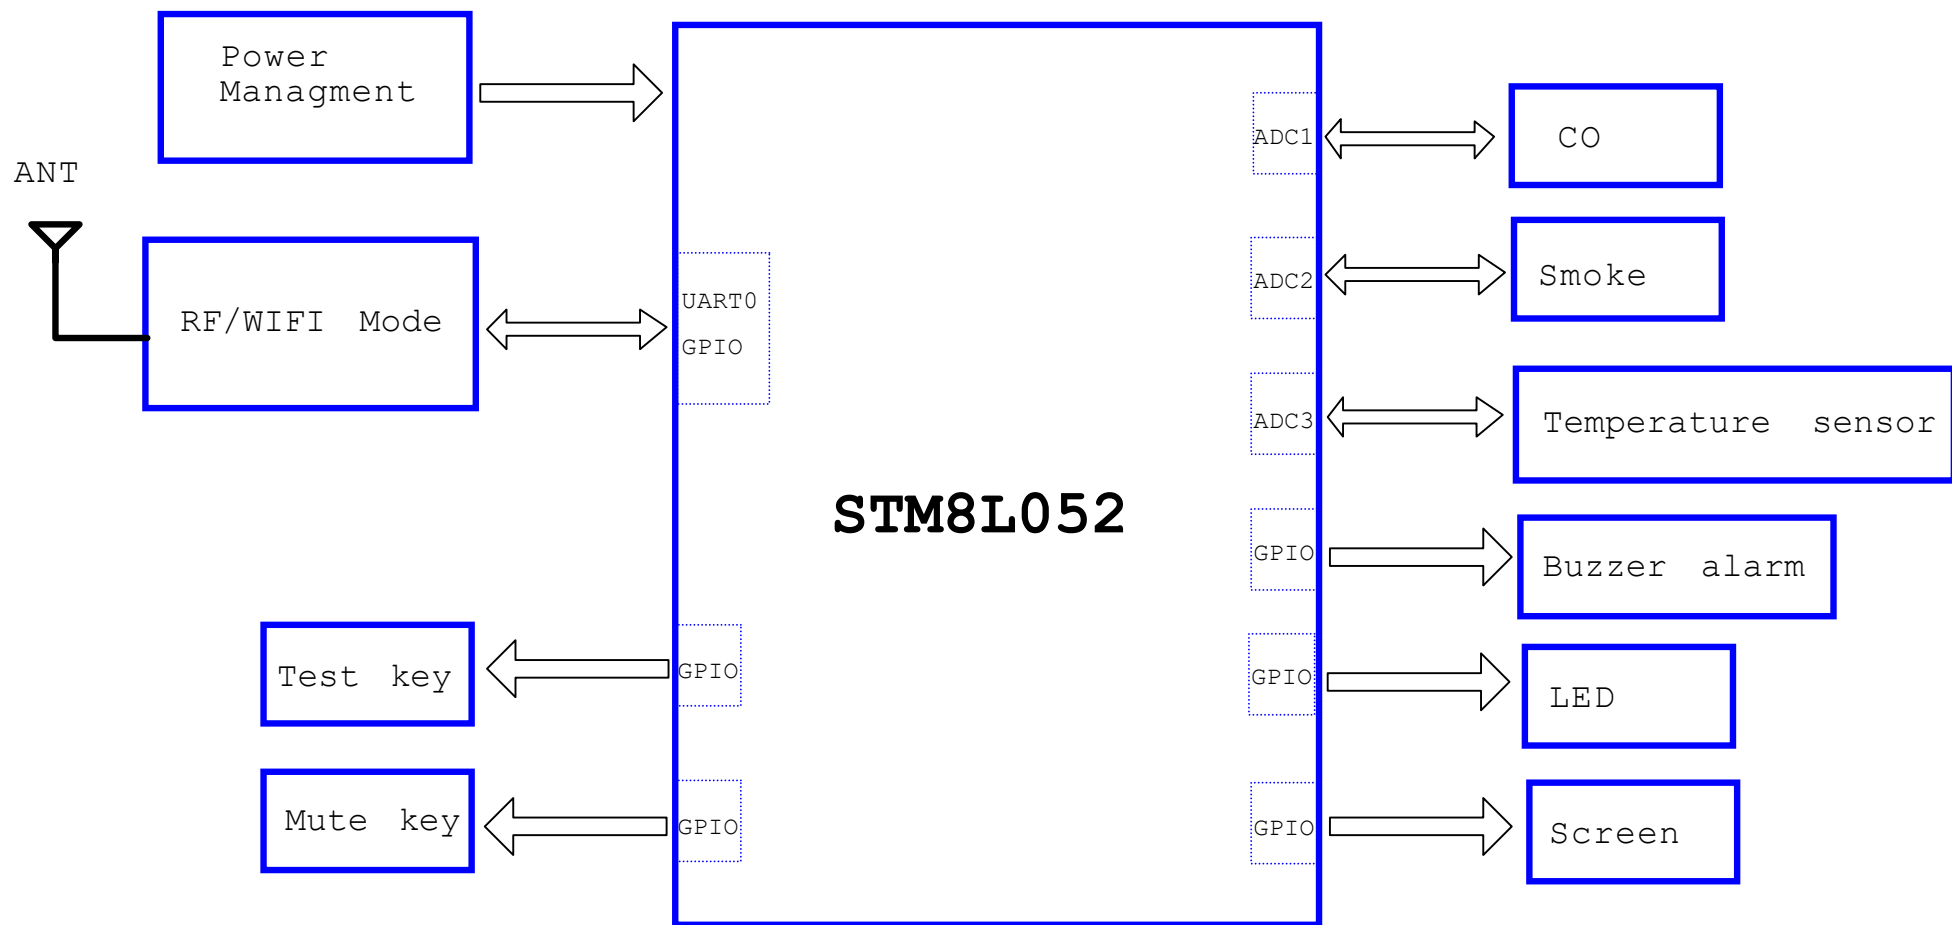 Power
Managment
ANT
RF/WIFI Mode
UART0
GPIO
Test key
GPIO
Mute key
GPIO
STM8L052
ADC1
CO
ADC2
Smoke
ADC3
Temperature sensor
GPIO
Buzzer alarm
GPIO
LED
GPIO
Screen